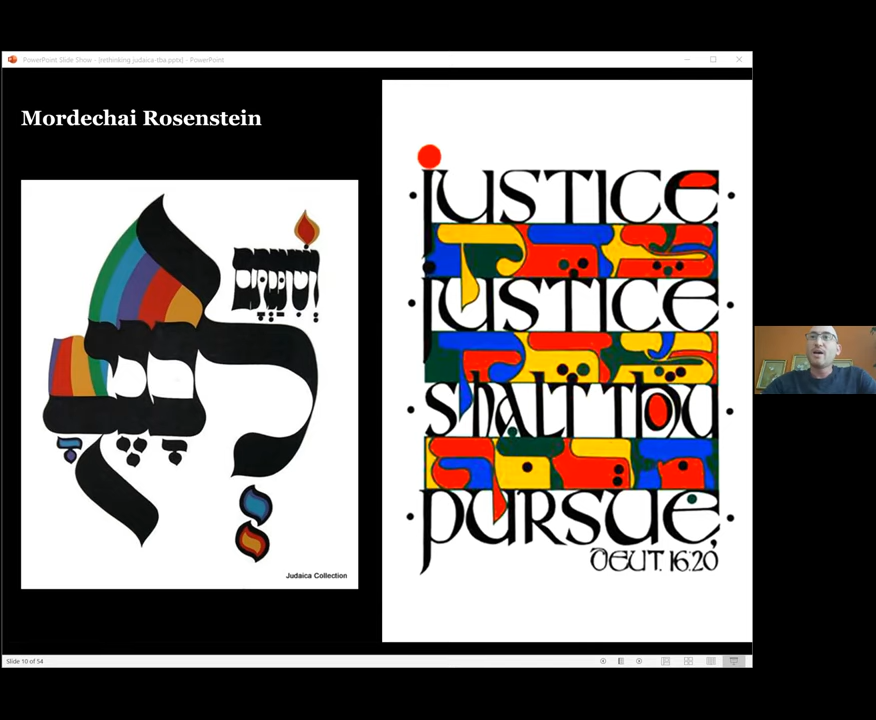 PowerPoint Slide Show - [rethinking-judaica-tba.pptx] - PowerPoint
Mordechai Rosenstein
Judaica Collection
JUSTICE,
צֶדֶק
JUSTICE
צֶדֶק
SHALT THOU
תִּרְדֹּף
PURSUE,
DEUT. 16:20
Slide 10 of 54